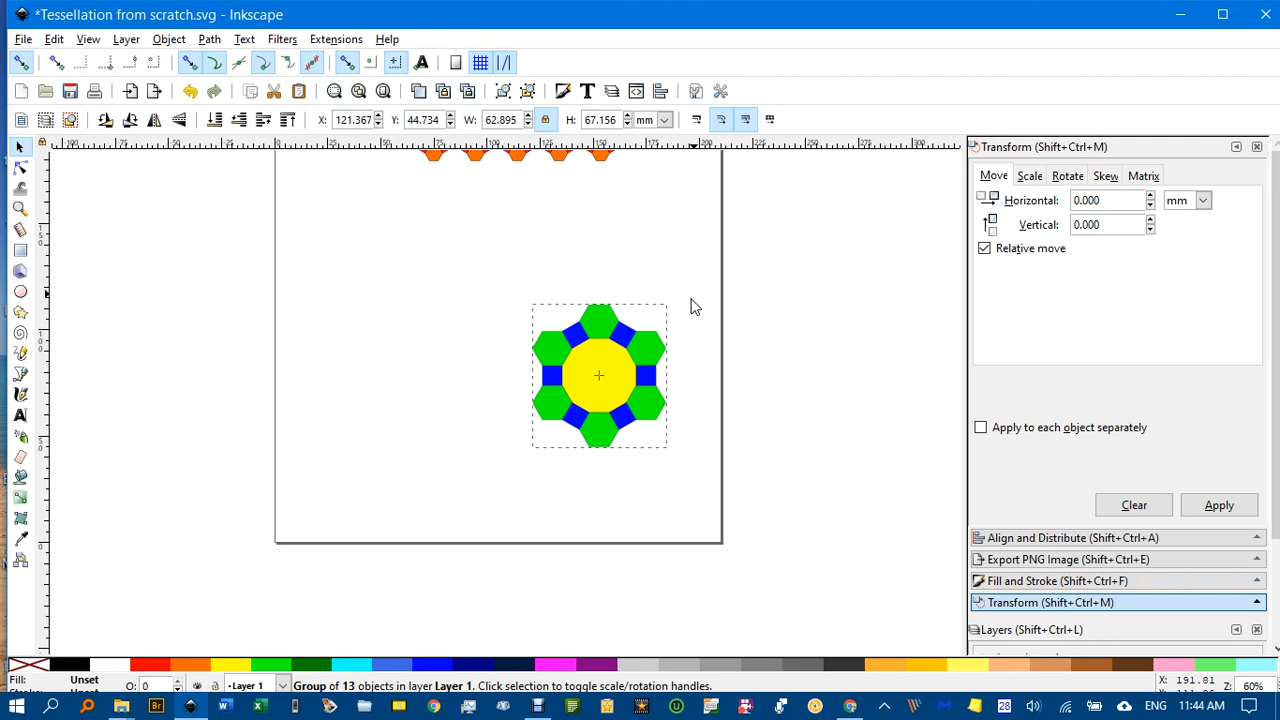 *Tessellation from scratch.svg - Inkscape
File Edit View Layer Object Path Text Filters Extensions Help
X: 121.367 Y: 44.734 W: 62.895 H: 67.156 mm
Transform (Shift+Ctrl+M)
Move Scale Rotate Skew Matrix
Horizontal: 0.000 mm
Vertical: 0.000
Relative move
Apply to each object separately
Clear Apply
Align and Distribute (Shift+Ctrl+A)
Export PNG Image (Shift+Ctrl+E)
Fill and Stroke (Shift+Ctrl+F)
Transform (Shift+Ctrl+M)
Layers (Shift+Ctrl+L)
Fill: Unset O: 0 Layer 1 Group of 13 objects in layer Layer 1. Click selection to toggle scale/rotation handles. X: 191.81 Z: 60%
ENG 11:44 AM